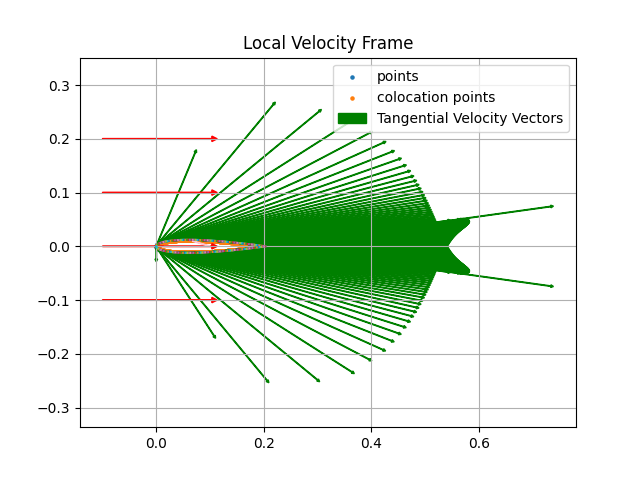 Local Velocity Frame
points
colocation points
Tangential Velocity Vectors
0.3
0.2
0.1
0.0
−0.1
−0.2
−0.3
0.0 0.2 0.4 0.6